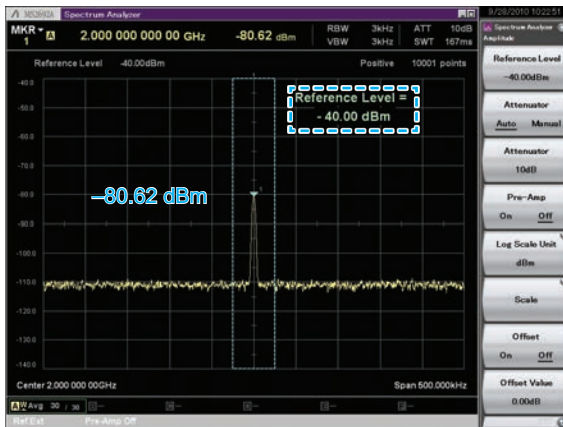 MS2692A Spectrum Analyzer
9/28/2010 10:22:51
MKR 1 A 2.000 000 000 00 GHz -80.62 dBm
RBW 3kHz ATT 10dB
VBW 3kHz SWT 167ms
Reference Level -40.00dBm Positive 10001 points
-40.0
Reference Level =
- 40.00 dBm
-60.0
-70.0
–80.62 dBm
-80.0
1
-90.0
-100.0
-110.0
-120.0
-130.0
-140.0
Center 2.000 000 00GHz Span 500.000kHz
A W Avg 30 / 30
Ref.Ext Pre-Amp Off
Spectrum Analyzer
Amplitude
Reference Level
-40.00dBm
Attenuator
Auto Manual
Attenuator
10dB
Pre-Amp
On Off
Log Scale Unit
dBm
Scale
Offset
On Off
Offset Value
0.00dB